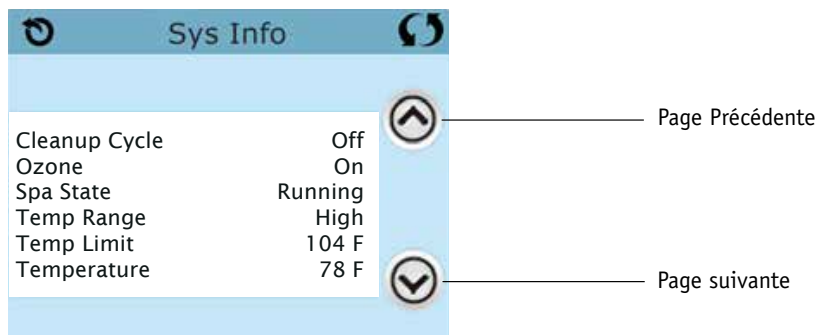 Sys Info
Page Précédente
Cleanup Cycle Off
Ozone On
Spa State Running
Temp Range High
Temp Limit 104 F
Temperature 78 F
Page suivante